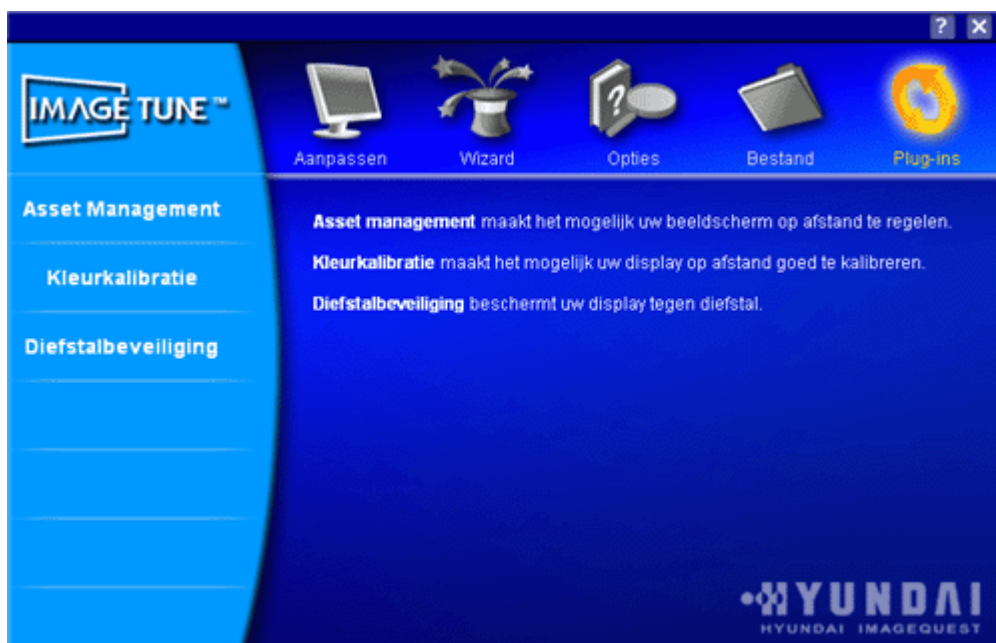 ? X
IMAGE TUNE ™
Aanpassen Wizard Opties Bestand Plug-ins
Asset Management
Kleurkalibratie
Diefstalbeveiliging
Asset management maakt het mogelijk uw beeldscherm op afstand te regelen.
Kleurkalibratie maakt het mogelijk uw display op afstand goed te kalibreren.
Diefstalbeveiliging beschermt uw display tegen diefstal.
HYUNDAI
HYUNDAI IMAGEQUEST